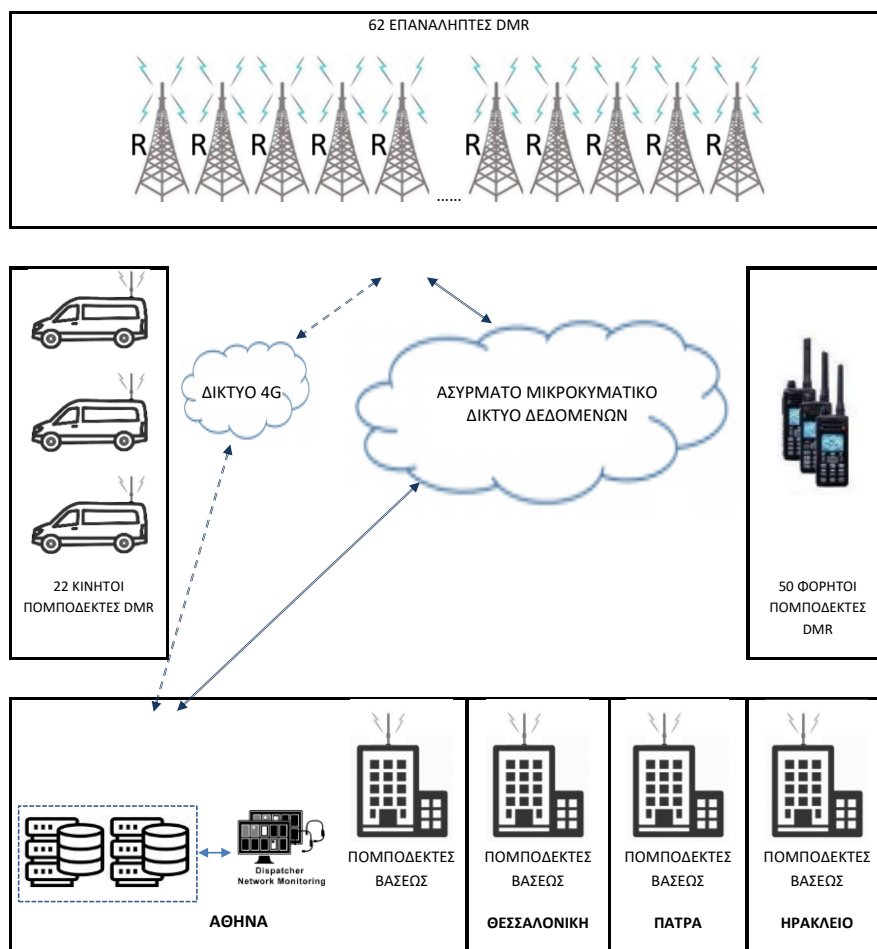 62 ΕΠΑΝΑΛΗΠΤΕΣ DMR
R R R R R R R R R R
......
ΔΙΚΤΥΟ 4G
ΑΣΥΡΜΑΤΟ ΜΙΚΡΟΚΥΜΑΤΙΚΟ
ΔΙΚΤΥΟ ΔΕΔΟΜΕΝΩΝ
22 ΚΙΝΗΤΟΙ
ΠΟΜΠΟΔΕΚΤΕΣ DMR
50 ΦΟΡΗΤΟΙ
ΠΟΜΠΟΔΕΚΤΕΣ
DMR
Dispatcher
Network Monitoring
ΠΟΜΠΟΔΕΚΤΕΣ
ΒΑΣΕΩΣ
ΑΘΗΝΑ
ΠΟΜΠΟΔΕΚΤΕΣ
ΒΑΣΕΩΣ
ΘΕΣΣΑΛΟΝΙΚΗ
ΠΟΜΠΟΔΕΚΤΕΣ
ΒΑΣΕΩΣ
ΠΑΤΡΑ
ΠΟΜΠΟΔΕΚΤΕΣ
ΒΑΣΕΩΣ
ΗΡΑΚΛΕΙΟ